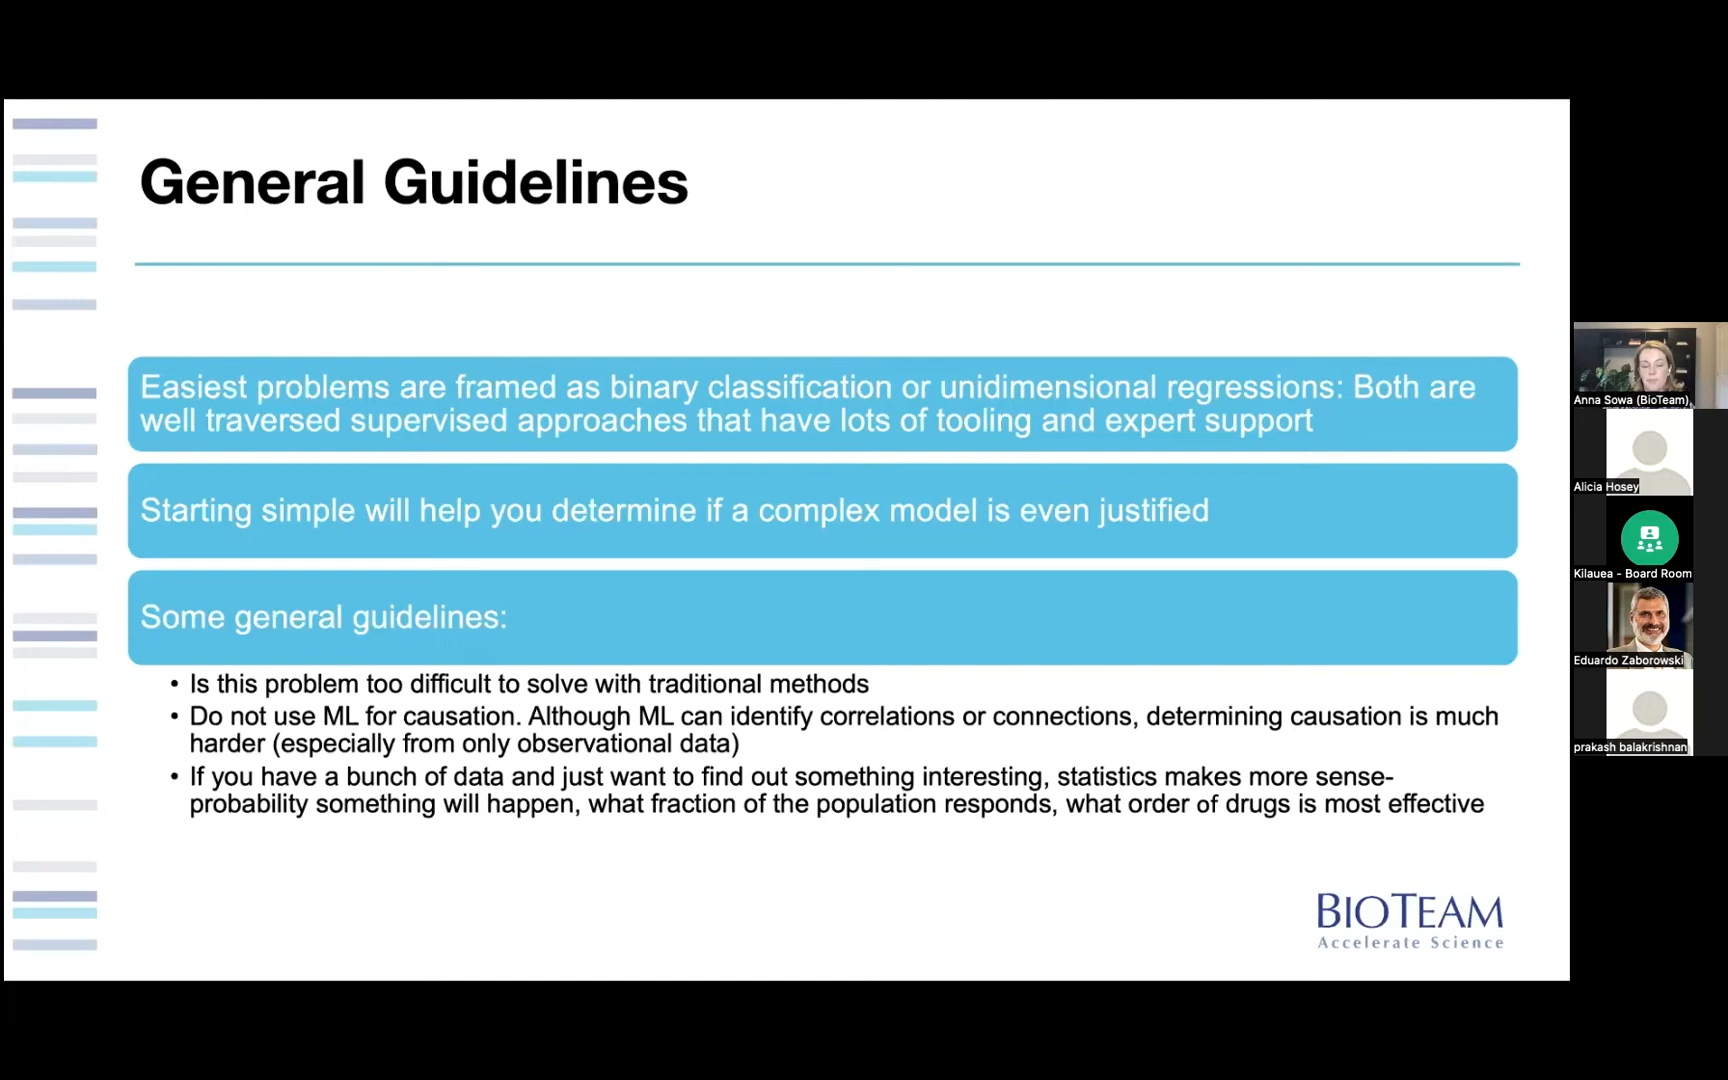 General Guidelines
Easiest problems are framed as binary classification or unidimensional regressions: Both are
well traversed supervised approaches that have lots of tooling and expert support
Starting simple will help you determine if a complex model is even justified
Some general guidelines:
• Is this problem too difficult to solve with traditional methods
• Do not use ML for causation. Although ML can identify correlations or connections, determining causation is much
harder (especially from only observational data)
• If you have a bunch of data and just want to find out something interesting, statistics makes more sense-
probability something will happen, what fraction of the population responds, what order of drugs is most effective
BIOTEAM
Accelerate Science
Anna Sowa (BioTeam)
Alicia Hosey
Kilauea - Board Room
Eduardo Zaborowski
prakash balakrishnan